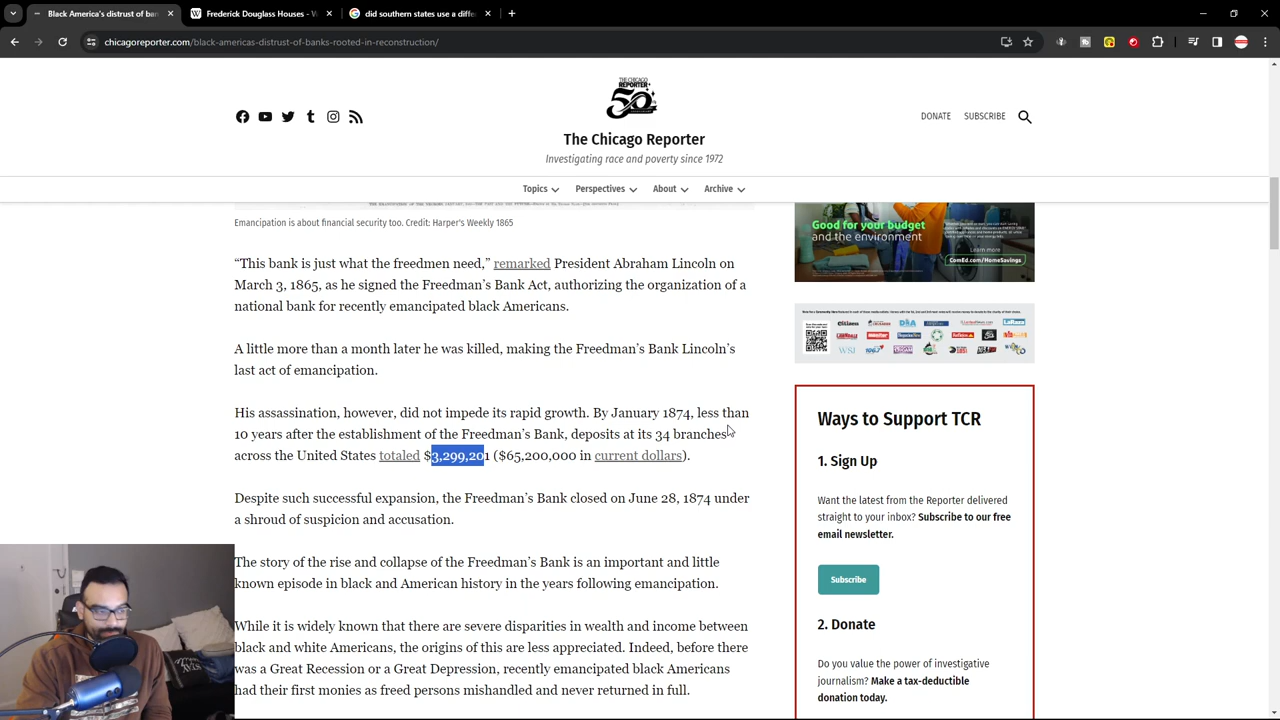 Black America's distrust of ban
Frederick Douglass Houses - W
did southern states use a diffe
chicagoreporter.com/black-americas-distrust-of-banks-rooted-in-reconstruction/
THE CHICAGO
REPORTER
50
DONATE
SUBSCRIBE
The Chicago Reporter
Investigating race and poverty since 1972
Topics
Perspectives
About
Archive
Emancipation is about financial security too. Credit: Harper's Weekly 1865
“This bank is just what the freedmen need,” remarked President Abraham Lincoln on
March 3, 1865, as he signed the Freedman’s Bank Act, authorizing the organization of a
national bank for recently emancipated black Americans.
A little more than a month later he was killed, making the Freedman’s Bank Lincoln’s
last act of emancipation.
His assassination, however, did not impede its rapid growth. By January 1874, less than
10 years after the establishment of the Freedman’s Bank, deposits at its 34 branches
across the United States totaled $3,299,201 ($65,200,000 in current dollars).
Despite such successful expansion, the Freedman’s Bank closed on June 28, 1874 under
a shroud of suspicion and accusation.
The story of the rise and collapse of the Freedman’s Bank is an important and little
known episode in black and American history in the years following emancipation.
While it is widely known that there are severe disparities in wealth and income between
black and white Americans, the origins of this are less appreciated. Indeed, before there
was a Great Recession or a Great Depression, recently emancipated black Americans
had their first monies as freed persons mishandled and never returned in full.
Good for your budget
and the environment
Learn more
ComEd.com/HomeSavings
Ways to Support TCR
1. Sign Up
Want the latest from the Reporter delivered
straight to your inbox? Subscribe to our free
email newsletter.
Subscribe
2. Donate
Do you value the power of investigative
journalism? Make a tax-deductible
donation today.